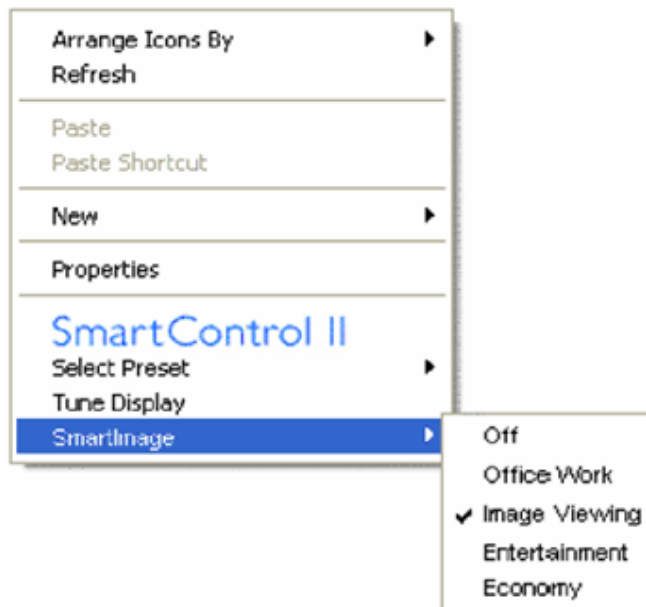 Arrange Icons By
Refresh
Paste
Paste Shortcut
New
Properties
SmartControl II
Select Preset
Tune Display
SmartImage
Off
Office Work
Image Viewing
Entertainment
Economy